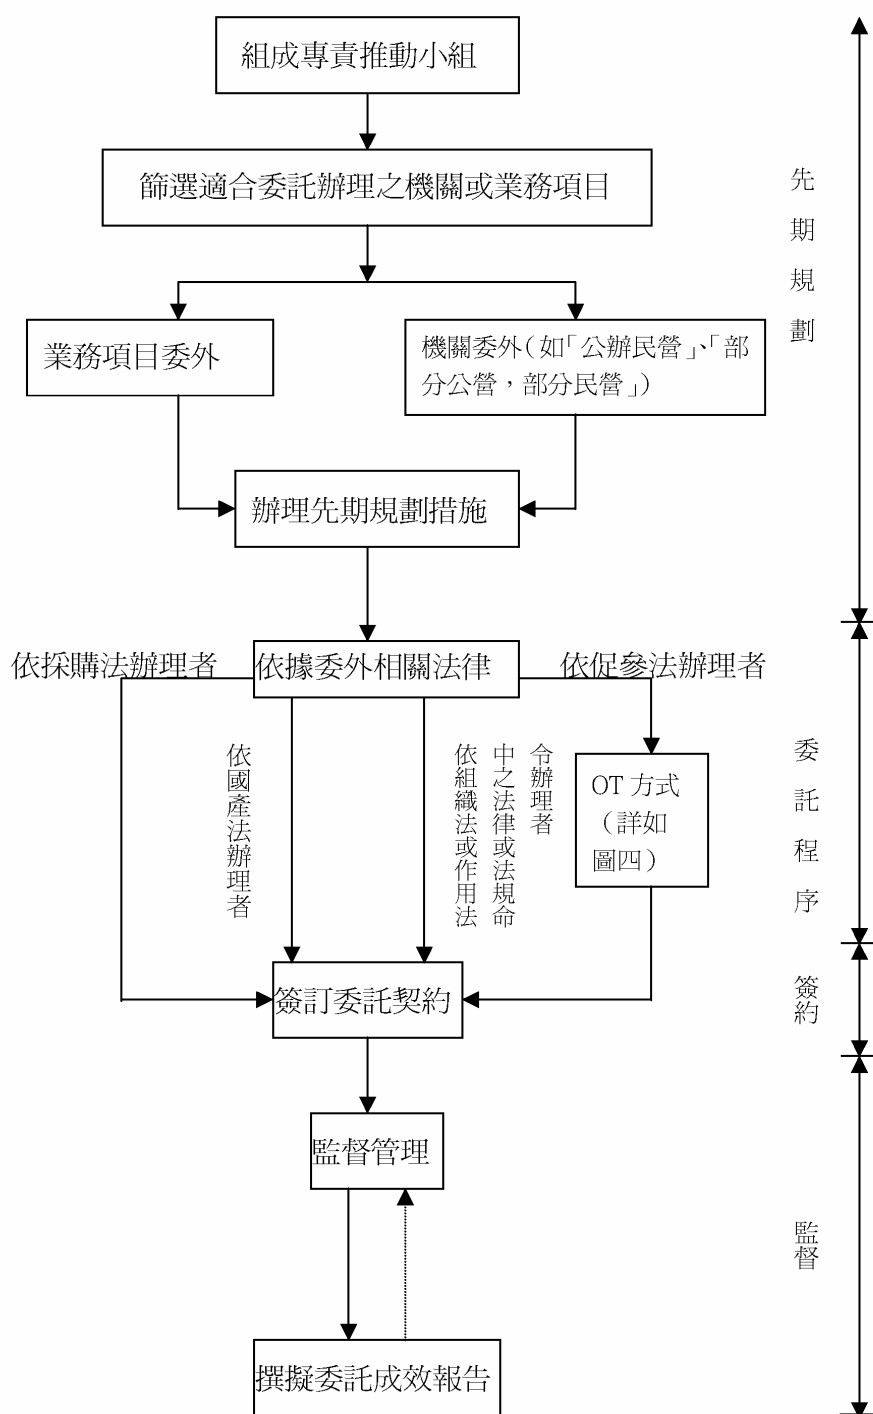 組成專責推動小組
篩選適合委託辦理之機關或業務項目
先期規劃
業務項目委外
機關委外（如「公辦民營」、「部
分公營，部分民營」）
辦理先期規劃措施
依採購法辦理者
依據委外相關法律
依促參法辦理者
依國產法辦理者
依組織法或作用法
中之法律或法規命
令辦理者
OT 方式
（詳如
圖四）
委託程序
簽訂委託契約
簽約
監督管理
監督
撰擬委託成效報告